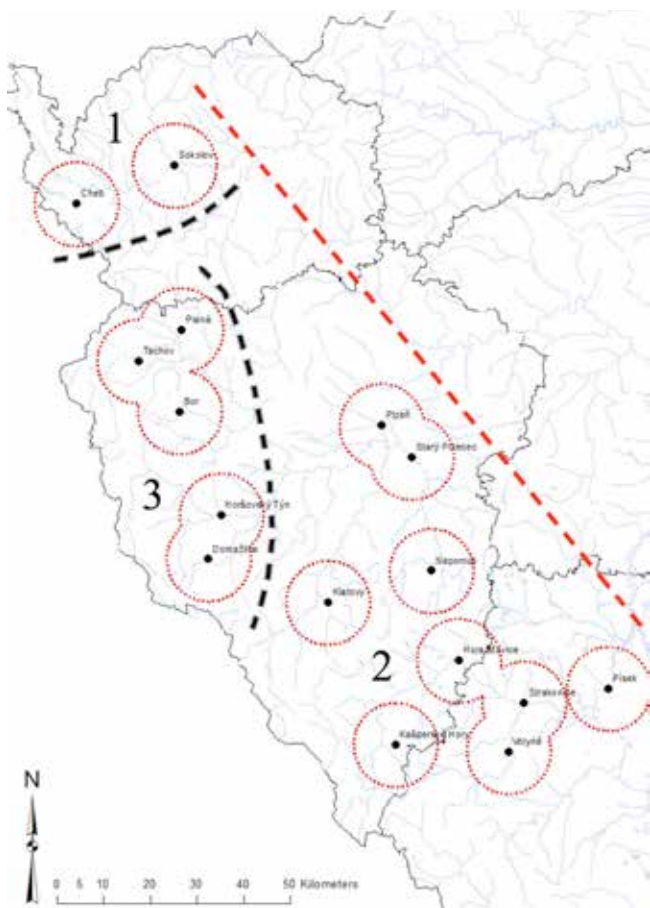 1
Sokolov
Cheb
Planá
Tachov
Bor
Plzeň
Starý Plzenec
3
Horšovský Týn
Domažlice
Nepomuk
Klatovy
2
Horažďovice
Písek
Strakonice
Kašperské Hory
Volyně
N
0 5 10 20 30 40 50 Kilometers